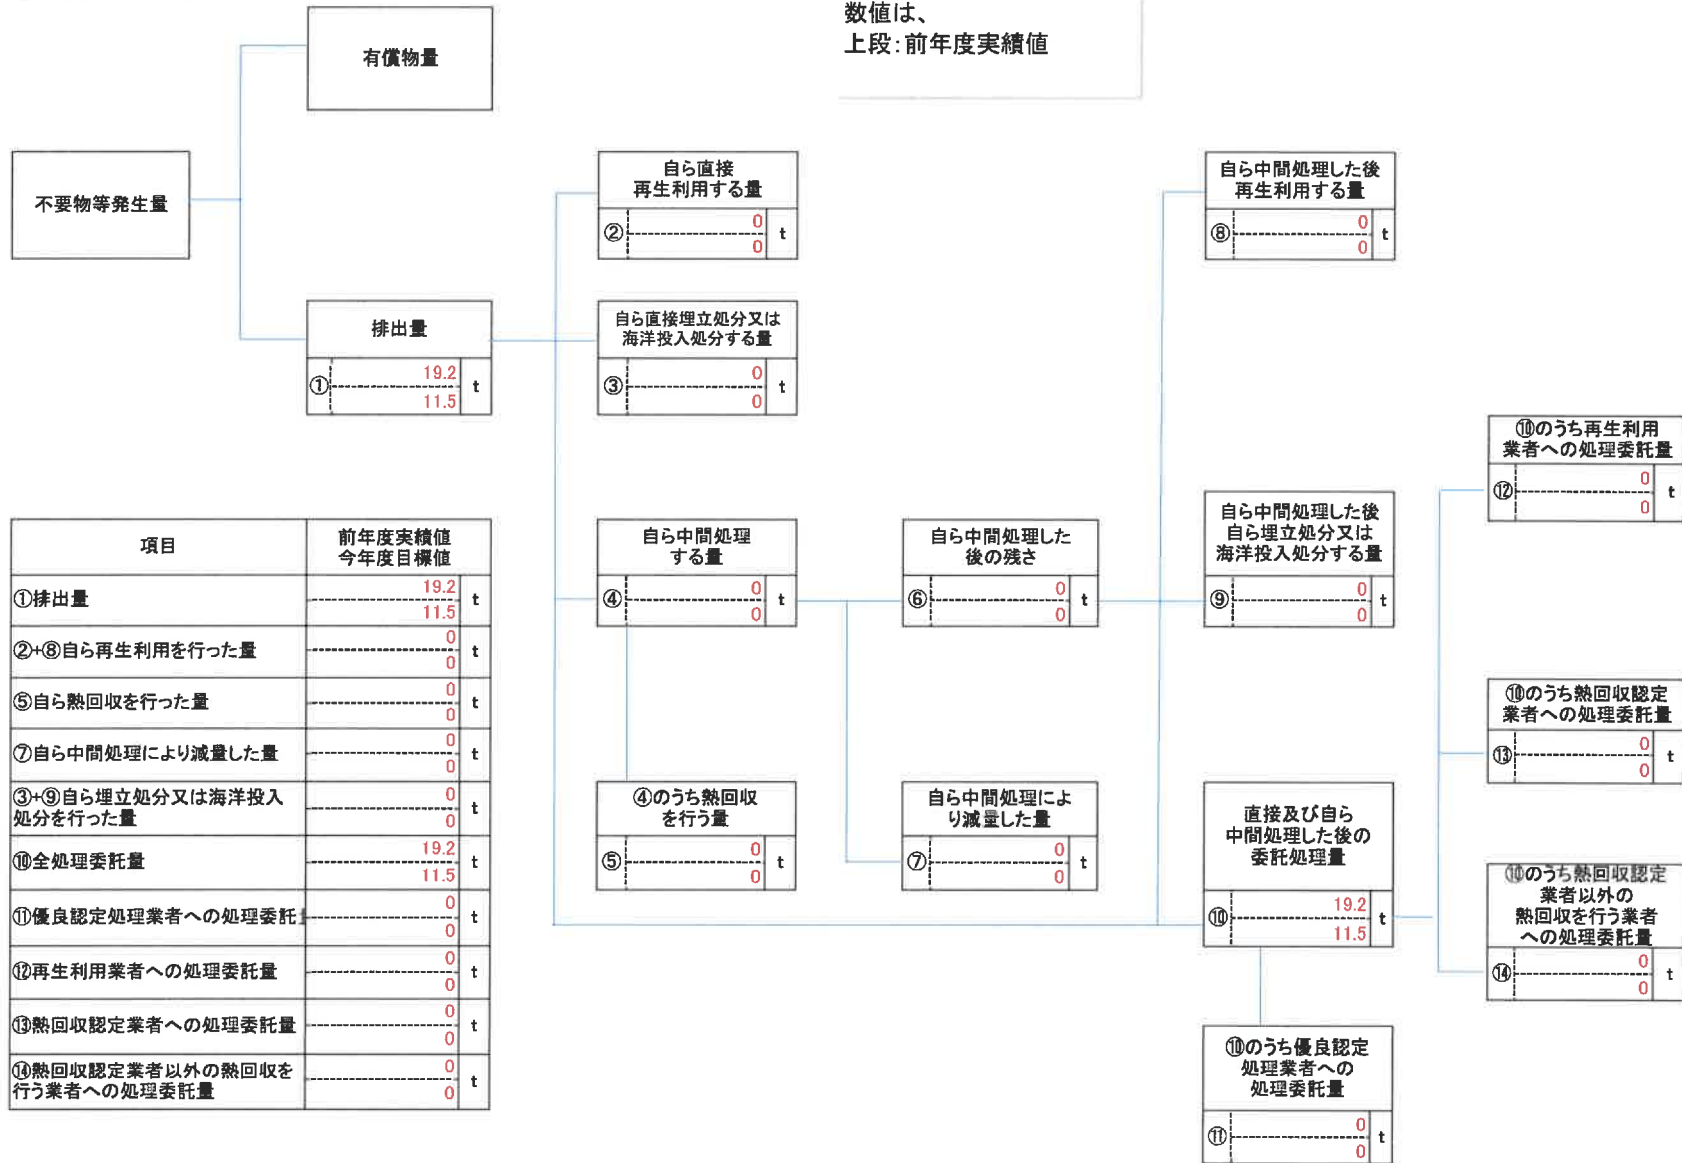 数値は、
上段:前年度実績値
有償物量
不要物等発生量
排出量
① 19.2 t
11.5
自ら直接
再生利用する量
② 0 t
0
自ら直接埋立処分又は
海洋投入処分する量
③ 0 t
0
自ら中間処理
する量
④ 0 t
0
④のうち熱回収
を行う量
⑤ 0 t
0
自ら中間処理した
後の残さ
⑥ 0 t
0
自ら中間処理によ
り減量した量
⑦ 0 t
0
自ら中間処理した後
再生利用する量
⑧ 0 t
0
自ら中間処理した後
自ら埋立処分又は
海洋投入処分する量
⑨ 0 t
0
直接及び自ら
中間処理した後の
委託処理量
⑩ 19.2 t
11.5
⑩のうち優良認定
処理業者への
処理委託量
⑪ 0 t
0
⑩のうち再生利用
業者への処理委託量
⑫ 0 t
0
⑩のうち熱回収認定
業者への処理委託量
⑬ 0 t
0
⑩のうち熱回収認定
業者以外の
熱回収を行う業者
への処理委託量
⑭ 0 t
0
項目 前年度実績値
今年度目標値
①排出量 19.2 t
11.5
②+⑧自ら再生利用を行った量 0 t
0
⑤自ら熱回収を行った量 0 t
0
⑦自ら中間処理により減量した量 0 t
0
③+⑨自ら埋立処分又は海洋投入 0 t
処分を行った量 0
⑩全処理委託量 19.2 t
11.5
⑪優良認定処理業者への処理委託 0 t
0
⑫再生利用業者への処理委託量 0 t
0
⑬熱回収認定業者への処理委託量 0 t
0
⑭熱回収認定業者以外の熱回収を 0 t
行う業者への処理委託量 0